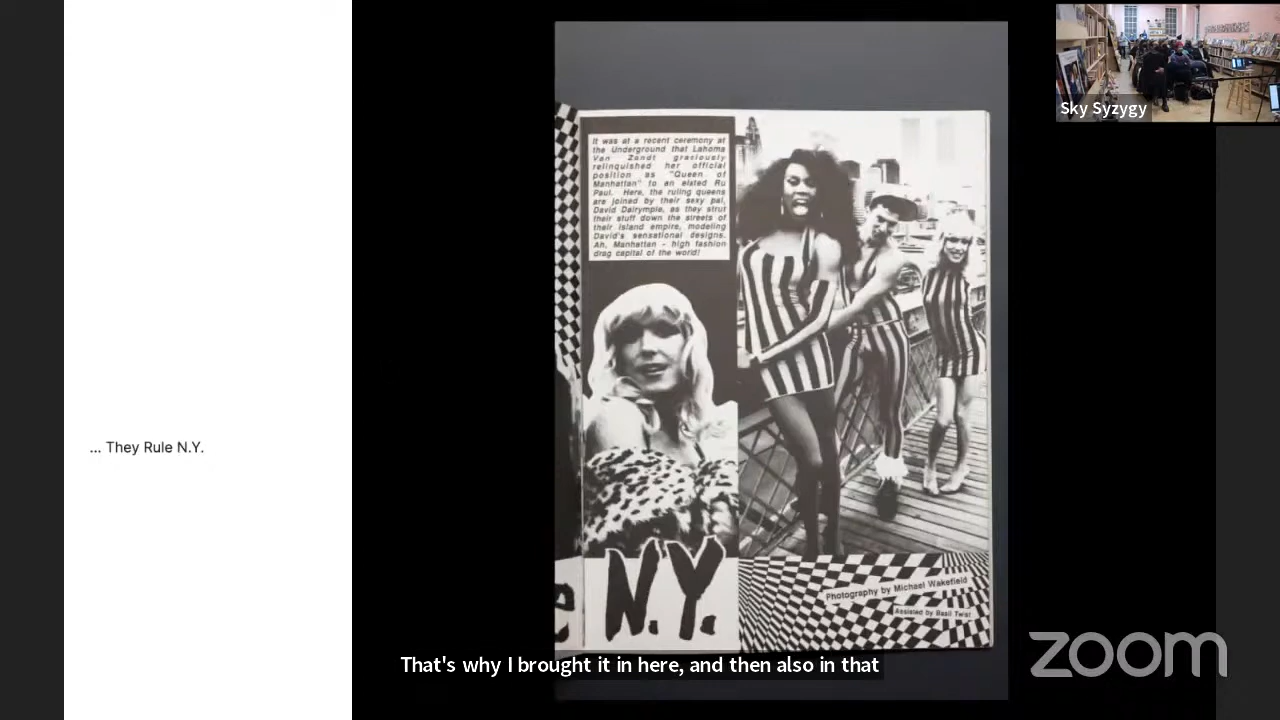 Sky Syzygy
It was at a recent ceremony at
the Underground that Lahoma
Van Zandt graciously
relinquished her official
position as "Queen of
Manhattan" to an elated Ru
Paul. Here, the ruling queens
are joined by their sexy pal,
David Dalrymple, as they strut
their stuff down the streets of
their island empire, modeling
David's sensational designs.
Ah, Manhattan - high fashion
drag capital of the world!
... They Rule N.Y.
e N.Y.
Photography by Michael Wakefield
Assisted by Basil Twist
That's why I brought it in here, and then also in that
zoom